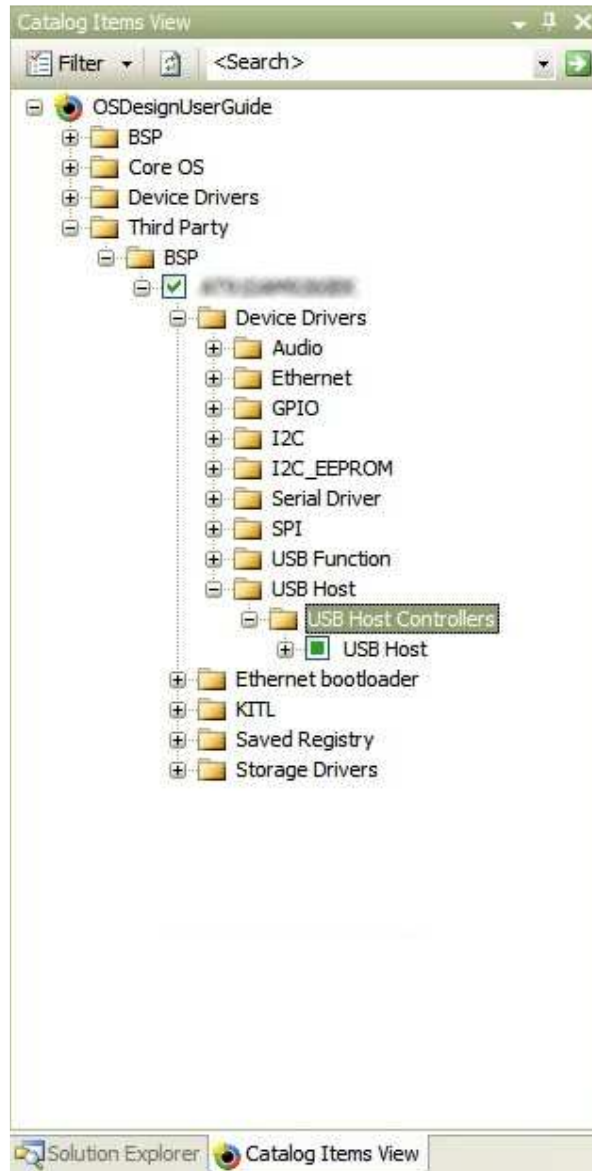 Catalog Items View
Filter <Search>
OSDesignUserGuide
BSP
Core OS
Device Drivers
Third Party
BSP
Device Drivers
Audio
Ethernet
GPIO
I2C
I2C_EEPROM
Serial Driver
SPI
USB Function
USB Host
USB Host Controllers
USB Host
Ethernet bootloader
KITL
Saved Registry
Storage Drivers
Solution Explorer Catalog Items View